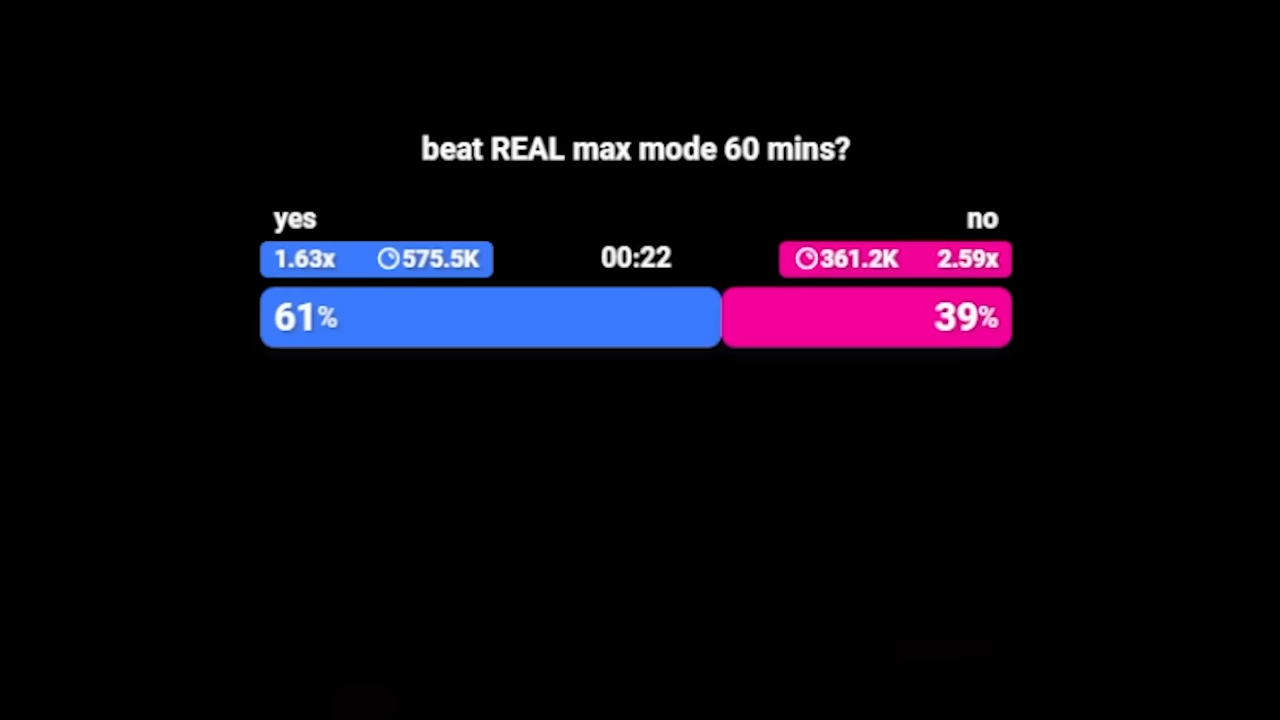 beat REAL max mode 60 mins?
yes
no
1.63x 575.5K
00:22
361.2K 2.59x
61%
39%